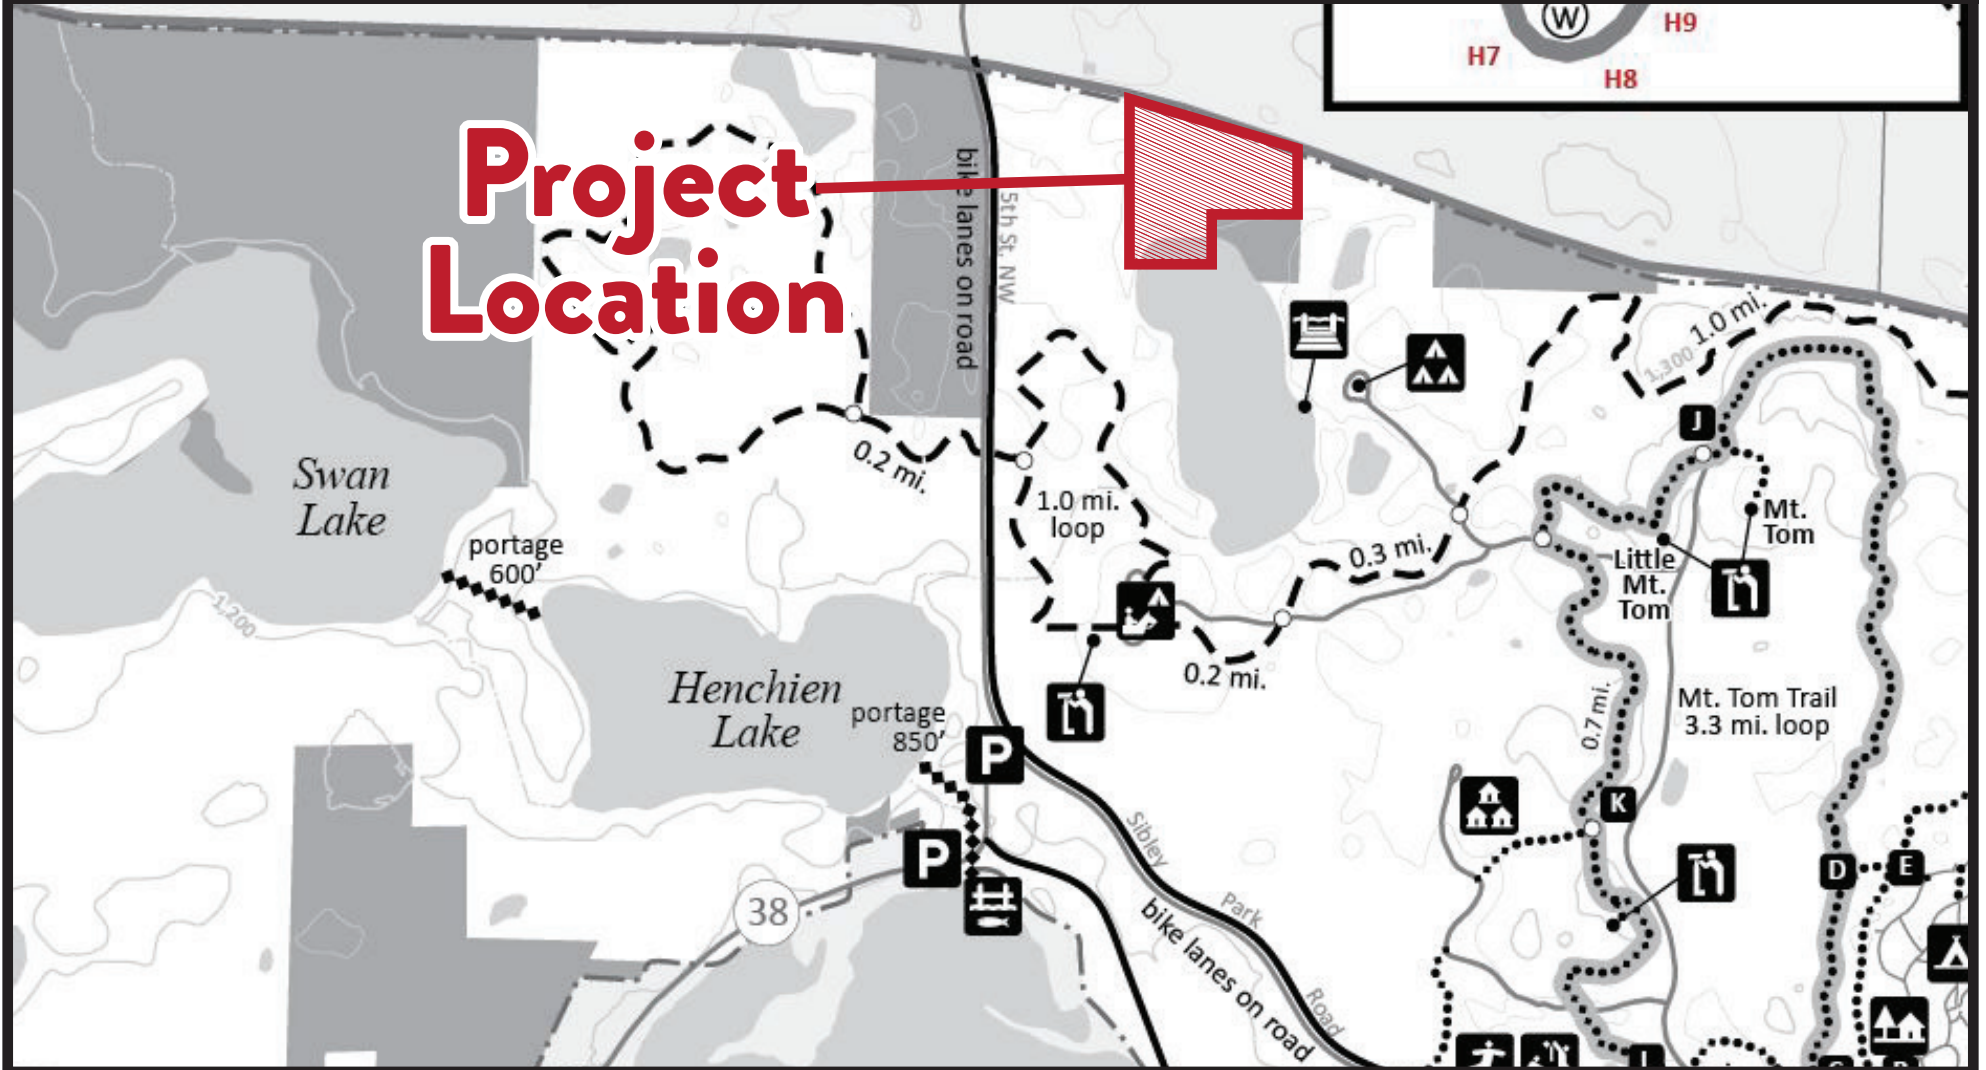 W
H9
H7
H8
Project
Location
bike lanes on road
5th St. NW
1.0 mi.
1,300
J
0.2 mi.
Swan
Lake
1.0 mi.
loop
Mt.
Tom
portage
600'
0.3 mi.
Little
Mt.
Tom
1,200
0.2 mi.
Henchien
Lake
portage
850'
0.7 mi.
Mt. Tom Trail
3.3 mi. loop
P
K
Sibley
Park
Road
P
D
E
38
bike lanes on road